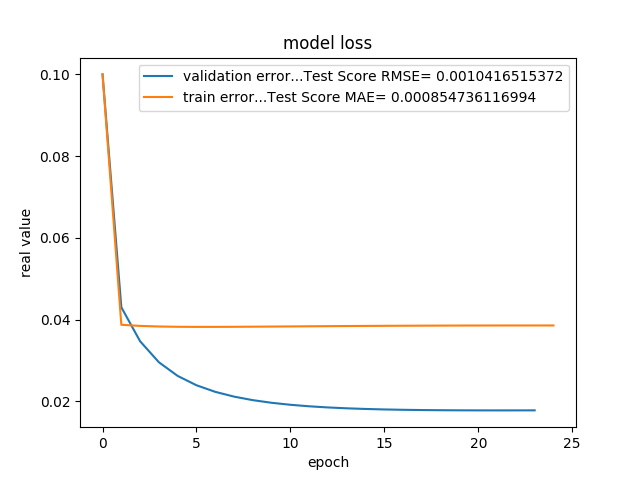 model loss
validation error...Test Score RMSE= 0.0010416515372
train error...Test Score MAE= 0.000854736116994
0.10
0.08
0.06
0.04
0.02
real value
0
5
10
15
20
25
epoch